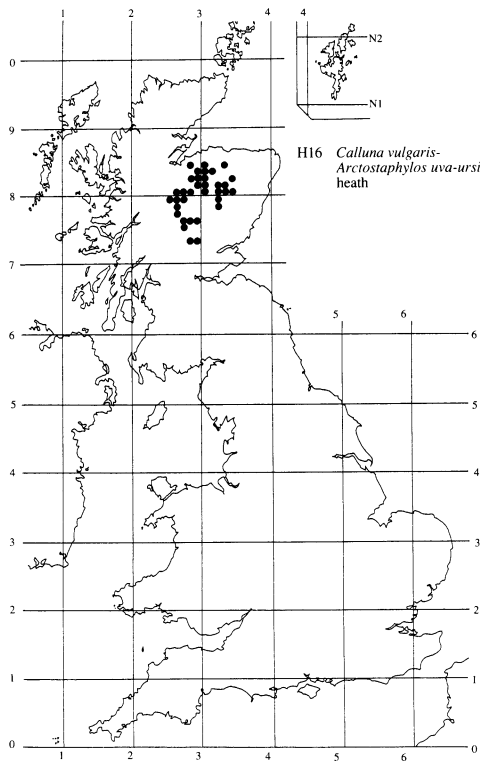 1 2 3 4 4
N2
0
N1
9
H16 Calluna vulgaris-
Arctostaphylos uva-ursi
heath
8
7
5 6
6 6
5 5
4 4
3 3
2 2
1 1
0 0
1 2 3 4 5 6